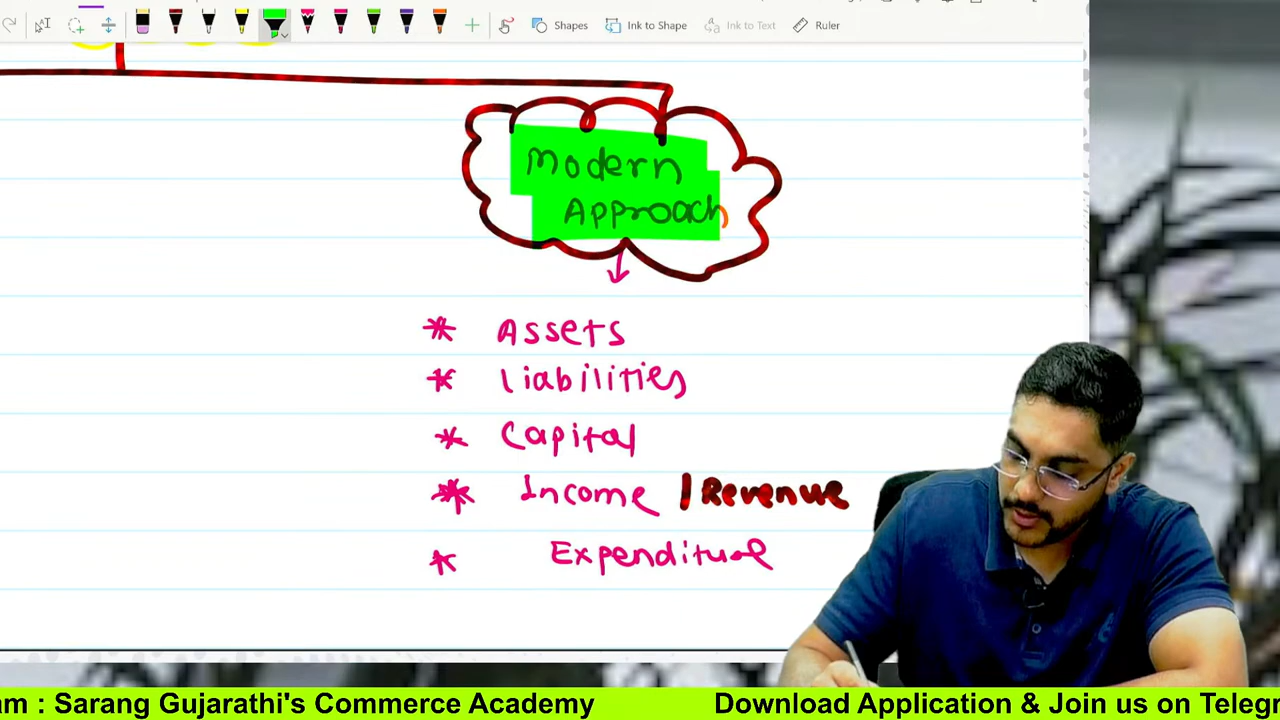 Shapes Ink to Shape Ink to Text Ruler
Modern
Approach
* Assets
* Liabilities
* Capital
* Income / Revenue
* Expenditure
am : Sarang Gujarathi's Commerce Academy Download Application & Join us on Telegr